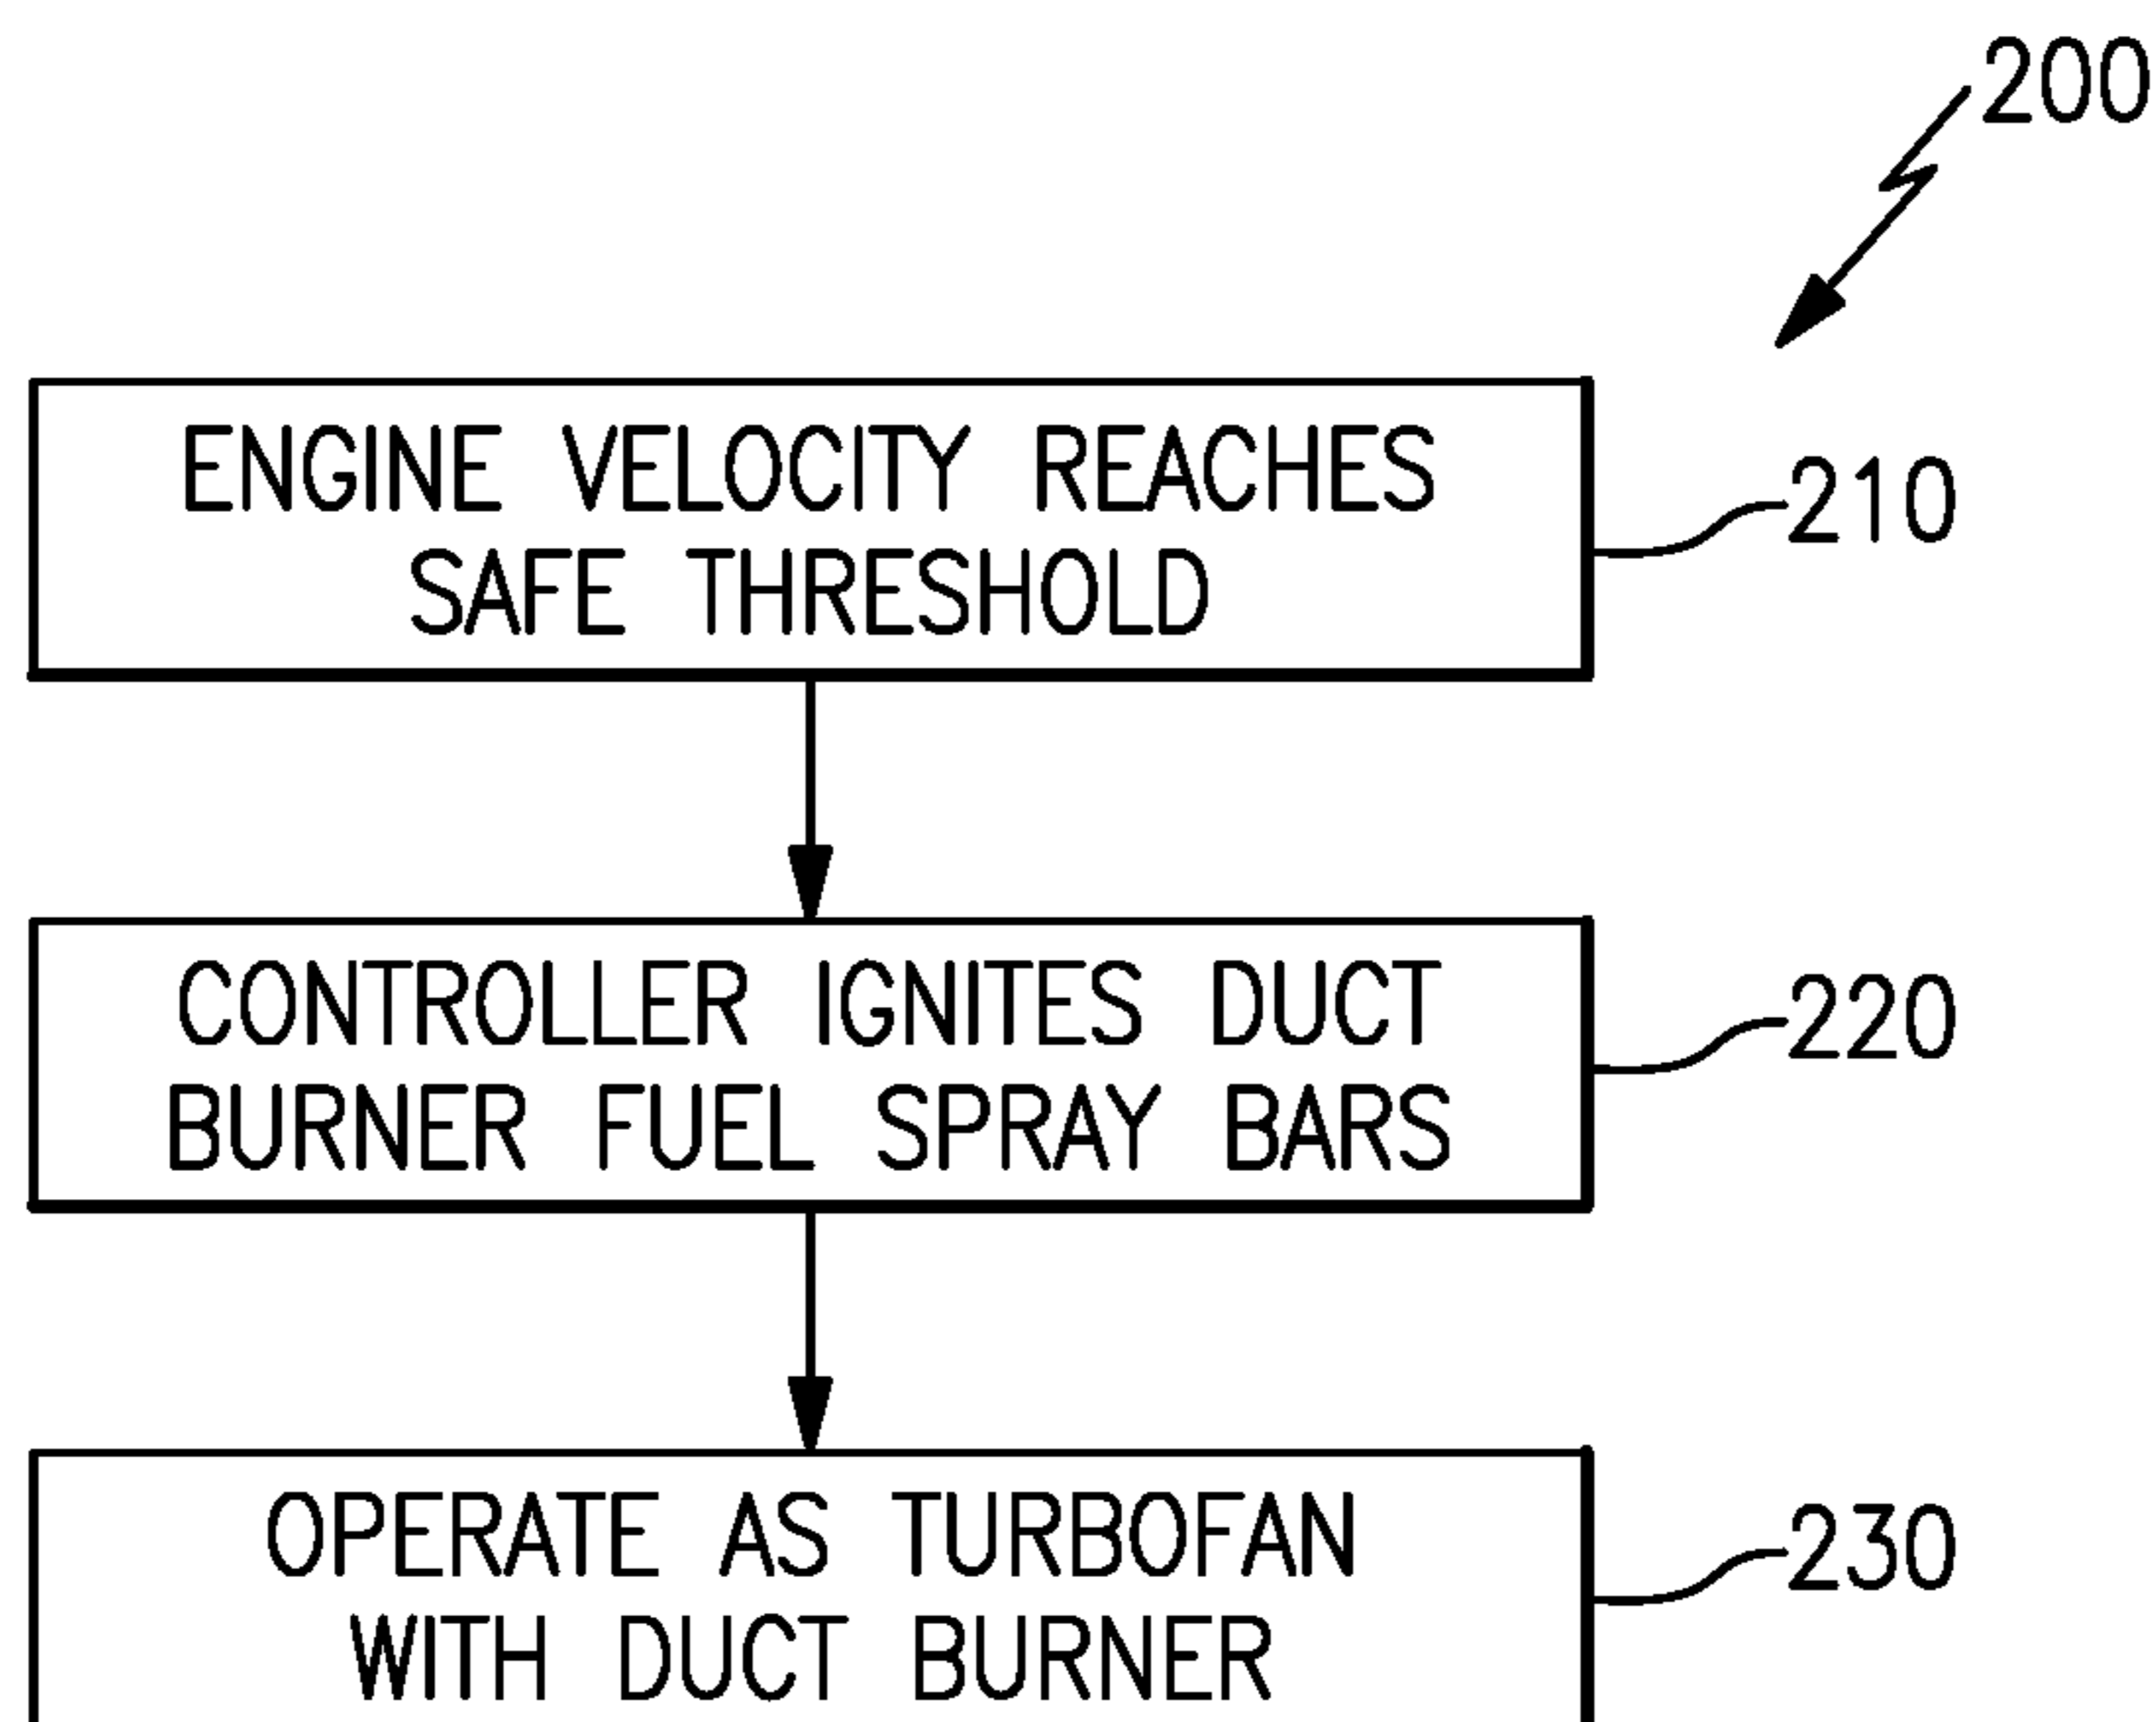 200
ENGINE VELOCITY REACHES
SAFE THRESHOLD
210
CONTROLLER IGNITES DUCT
BURNER FUEL SPRAY BARS
220
OPERATE AS TURBOFAN
WITH DUCT BURNER
230